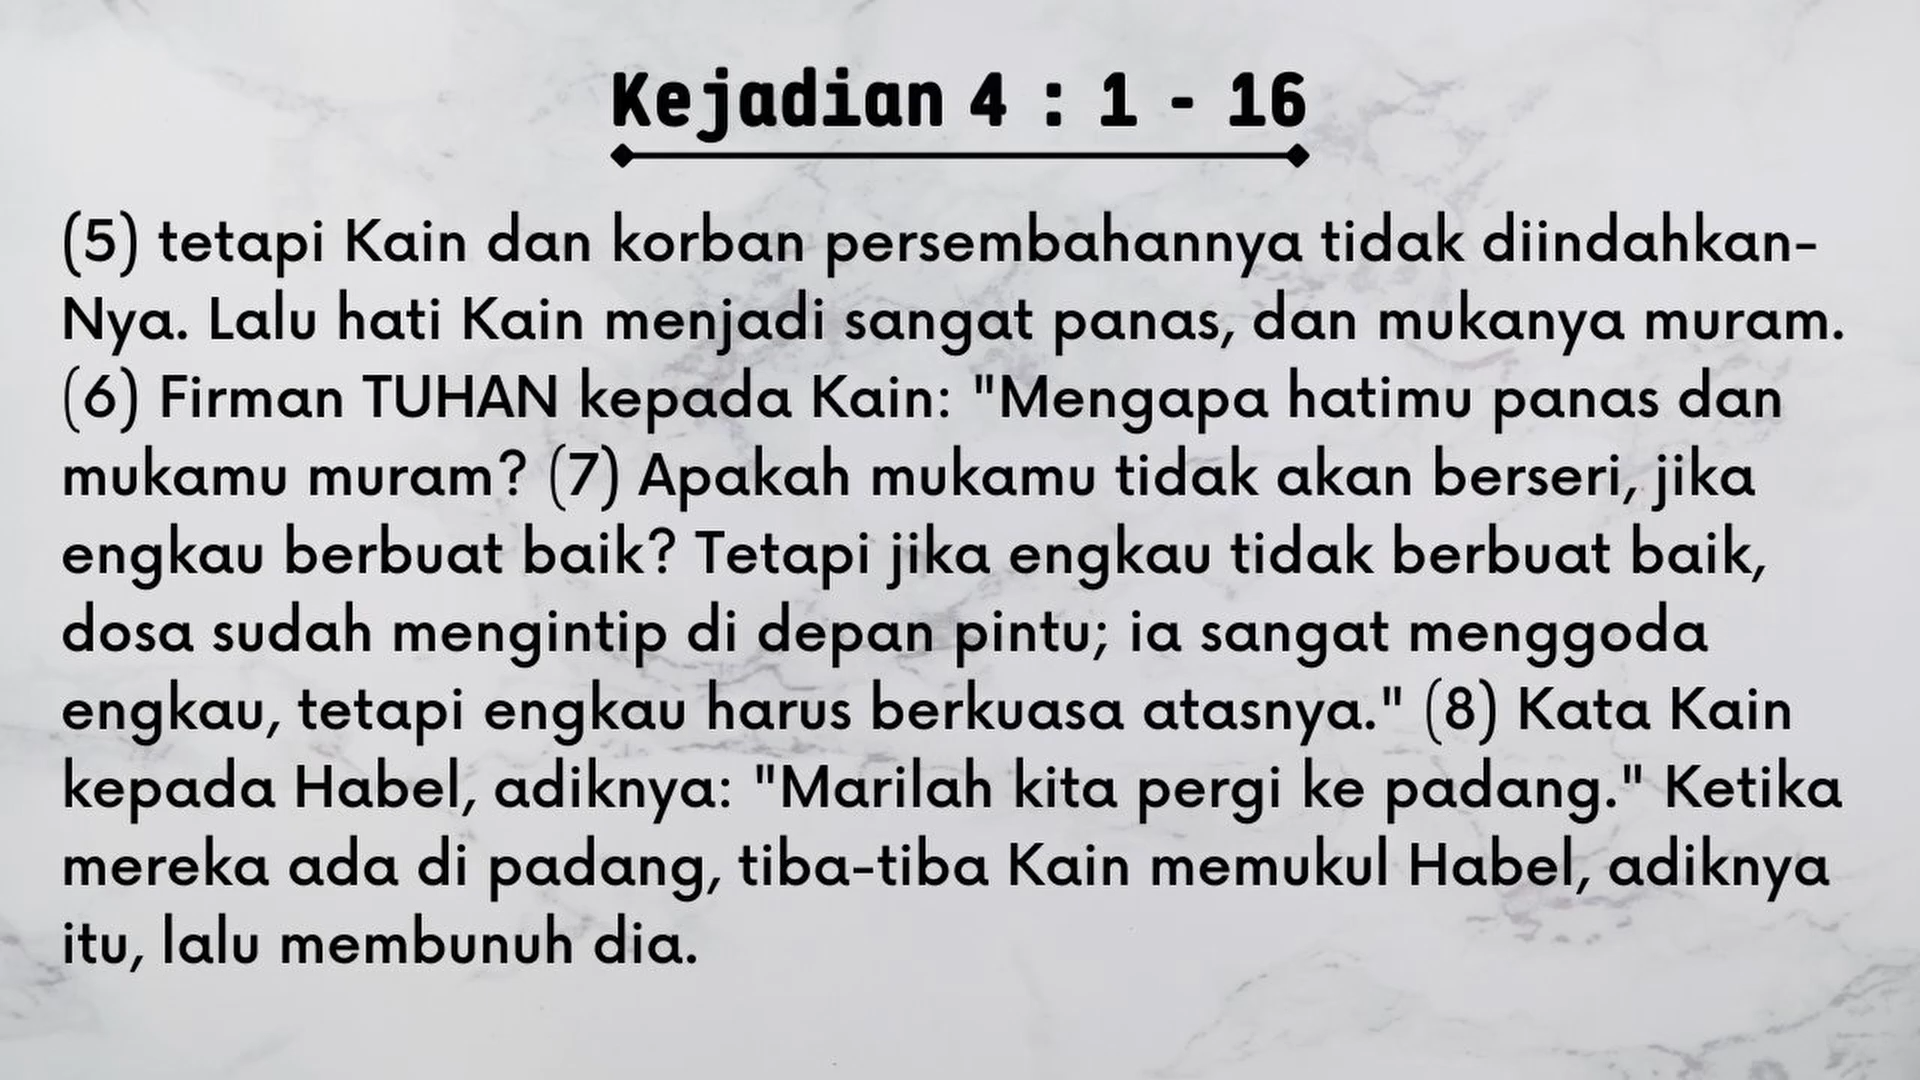 Kejadian 4 : 1 - 16
(5) tetapi Kain dan korban persembahannya tidak diindahkan-
Nya. Lalu hati Kain menjadi sangat panas, dan mukanya muram.
(6) Firman TUHAN kepada Kain: "Mengapa hatimu panas dan
mukamu muram? (7) Apakah mukamu tidak akan berseri, jika
engkau berbuat baik? Tetapi jika engkau tidak berbuat baik,
dosa sudah mengintip di depan pintu; ia sangat menggoda
engkau, tetapi engkau harus berkuasa atasnya." (8) Kata Kain
kepada Habel, adiknya: "Marilah kita pergi ke padang." Ketika
mereka ada di padang, tiba-tiba Kain memukul Habel, adiknya
itu, lalu membunuh dia.